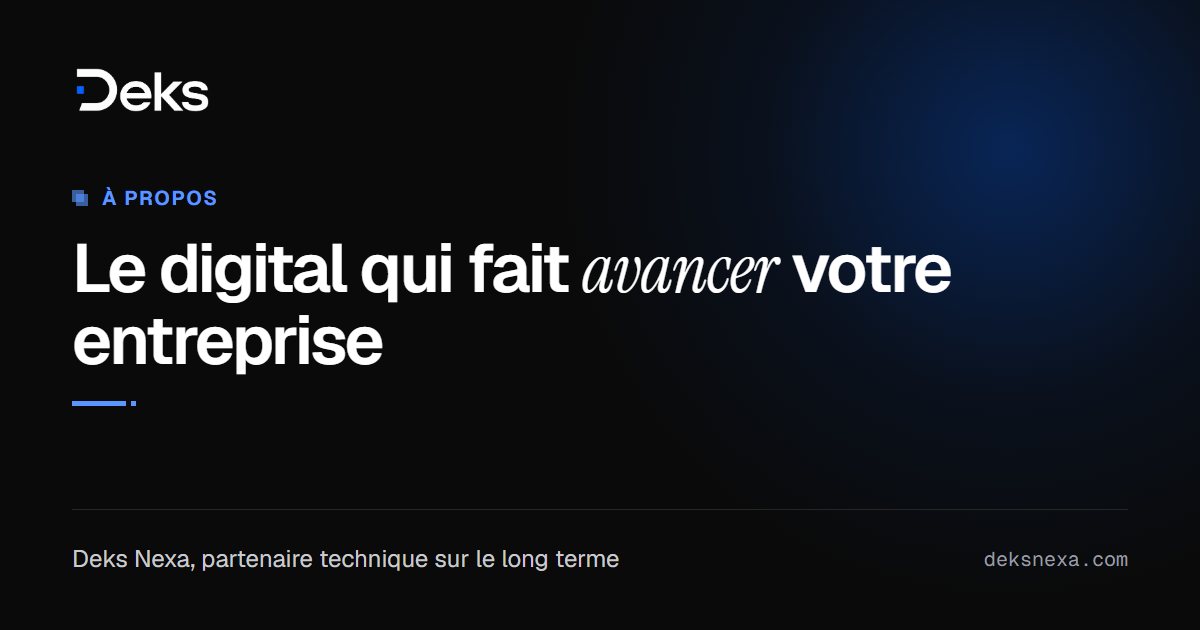 Deks
À PROPOS
Le digital qui fait avancer votre
entreprise
Deks Nexa, partenaire technique sur le long terme
deksnexa.com